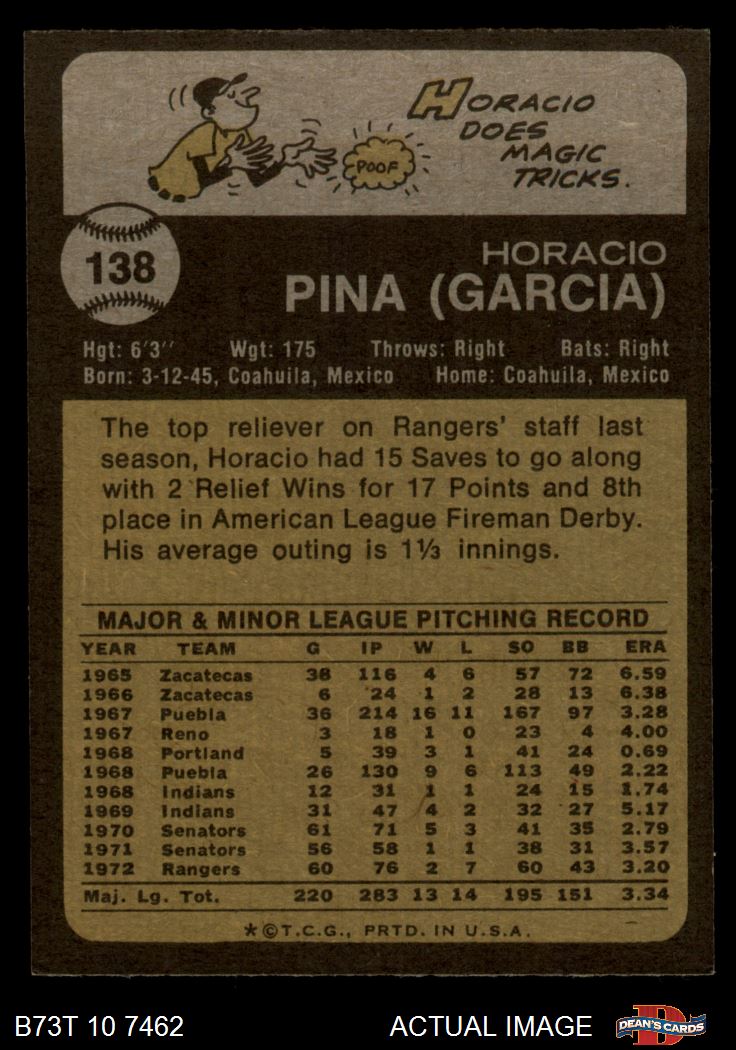 HORACIO
DOES
MAGIC
TRICKS.
POOF
138
HORACIO
PINA (GARCIA)
Hgt: 6'3'' Wgt: 175 Throws: Right Bats: Right
Born: 3-12-45, Coahuila, Mexico Home: Coahuila, Mexico
The top reliever on Rangers' staff last
season, Horacio had 15 Saves to go along
with 2 Relief Wins for 17 Points and 8th
place in American League Fireman Derby.
His average outing is 1⅓ innings.
MAJOR & MINOR LEAGUE PITCHING RECORD
YEAR TEAM G IP W L SO BB ERA
1965 Zacatecas 38 116 4 6 57 72 6.59
1966 Zacatecas 6 24 1 2 28 13 6.38
1967 Puebla 36 214 16 11 167 97 3.28
1967 Reno 3 18 1 0 23 4 4.00
1968 Portland 5 39 3 1 41 24 0.69
1968 Puebla 26 130 9 6 113 49 2.22
1968 Indians 12 31 1 1 24 15 1.74
1969 Indians 31 47 4 2 32 27 5.17
1970 Senators 61 71 5 3 41 35 2.79
1971 Senators 56 58 1 1 38 31 3.57
1972 Rangers 60 76 2 7 60 43 3.20
Maj. Lg. Tot. 220 283 13 14 195 151 3.34
*©T.C.G., PRTD. IN U.S.A.
B73T 10 7462 ACTUAL IMAGE DEAN'S CARDS